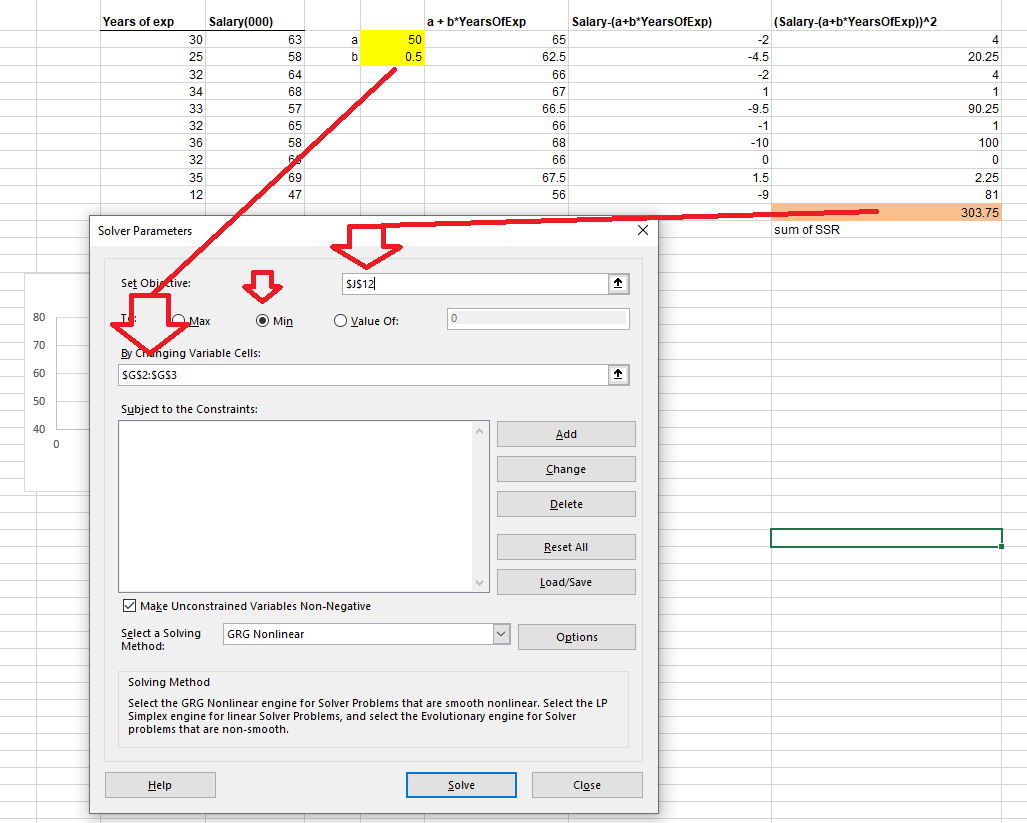 Years of exp Salary(000) a + b*YearsOfExp Salary-(a+b*YearsOfExp) (Salary-(a+b*YearsOfExp))^2
30 63 a 50 65 -2 4
25 58 b 0.5 62.5 -4.5 20.25
32 64 66 -2 4
34 68 67 1 1
33 57 66.5 -9.5 90.25
32 65 66 -1 1
36 58 68 -10 100
32 66 0 0
35 69 67.5 1.5 2.25
12 47 56 -9 81
303.75
sum of SSR
Solver Parameters
Set Objective: $J$12
To: Max Min Value Of: 0
By Changing Variable Cells:
$G$2:$G$3
Subject to the Constraints:
Add
Change
Delete
Reset All
Load/Save
Make Unconstrained Variables Non-Negative
Select a Solving
Method:
GRG Nonlinear
Options
Solving Method
Select the GRG Nonlinear engine for Solver Problems that are smooth nonlinear. Select the LP
Simplex engine for linear Solver Problems, and select the Evolutionary engine for Solver
problems that are non-smooth.
Help Solve Close
80
70
60
50
40
0